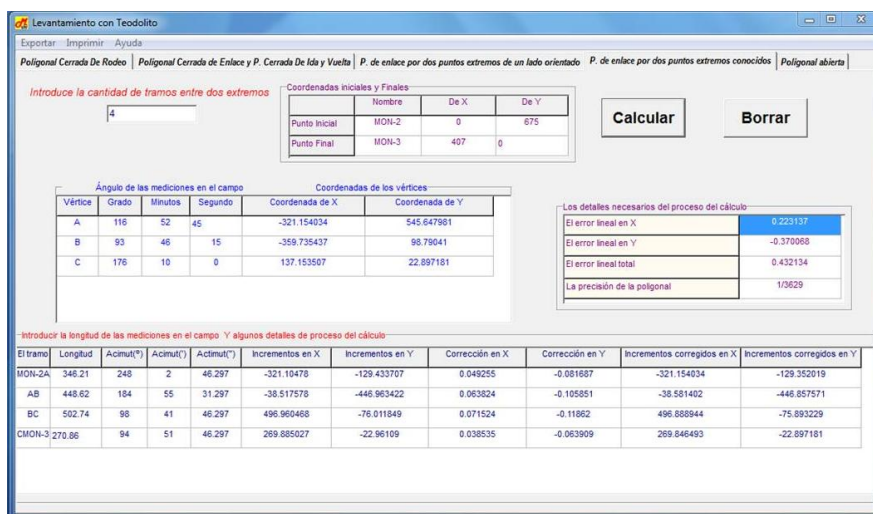 Levantamiento con Teodolito
Exportar Imprimir Ayuda
Poligonal Cerrada De Rodeo Poligonal Cerrada de Enlace y P. Cerrada De Ida y Vuelta P. de enlace por dos puntos extremos de un lado orientado P. de enlace por dos puntos extremos conocidos Poligonal abierta
Introduce la cantidad de tramos entre dos extremos
4
Coordenadas iniciales y Finales
Nombre De X De Y
Punto Inicial MON-2 0 675
Punto Final MON-3 407 0
Calcular Borrar
Ángulo de las mediciones en el campo Coordenadas de los vértices
Vértice Grado Minutos Segundo Coordenada de X Coordenada de Y
A 116 52 45 -321.154034 545.647981
B 93 46 15 -359.735437 98.79041
C 176 10 0 137.153507 22.897181
Los detalles necesarios del proceso del cálculo
El error lineal en X 0.223137
El error lineal en Y -0.370068
El error lineal total 0.432134
La precisión de la poligonal 1/3629
Introducir la longitud de las mediciones en el campo Y algunos detalles de proceso del cálculo
El tramo Longitud Acimut(º) Acimut(') Actimut(") Incrementos en X Incrementos en Y Corrección en X Corrección en Y Incrementos corregidos en X Incrementos corregidos en Y
MON-2A 346.21 248 2 46.297 -321.10478 -129.433707 0.049255 -0.081687 -321.154034 -129.352019
AB 448.62 184 55 31.297 -38.517578 -446.963422 0.063824 -0.105851 -38.581402 -446.857571
BC 502.74 98 41 46.297 496.960468 -76.011849 0.071524 -0.11862 496.888944 -75.893229
CMON-3 270.86 94 51 46.297 269.885027 -22.96109 0.038535 -0.063909 269.846493 -22.897181